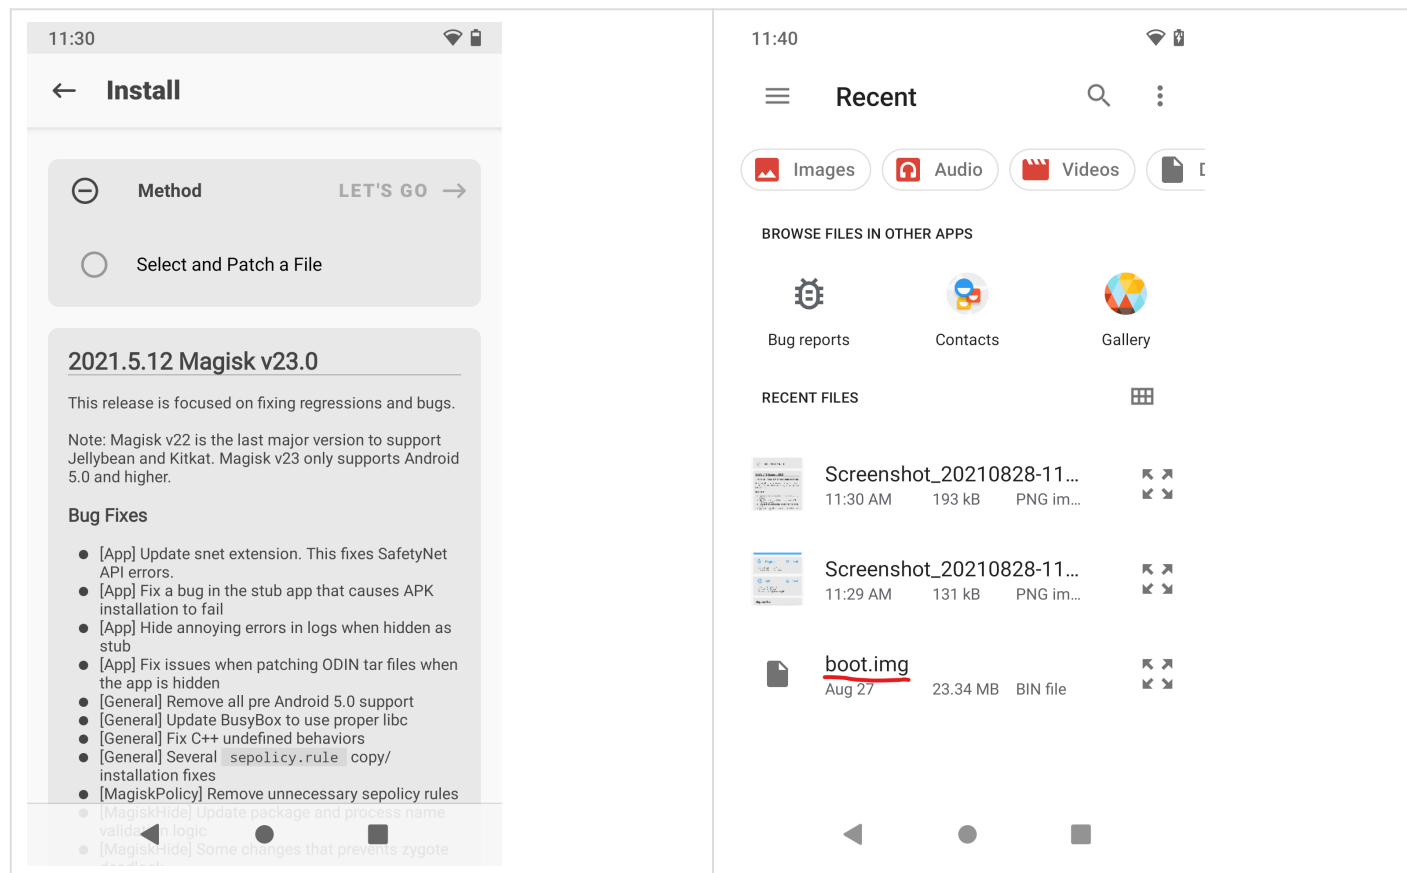 11:30
Install
Method
LET'S GO
Select and Patch a File
2021.5.12 Magisk v23.0
This release is focused on fixing regressions and bugs.
Note: Magisk v22 is the last major version to support
Jellybean and Kitkat. Magisk v23 only supports Android
5.0 and higher.
Bug Fixes
[App] Update snet extension. This fixes SafetyNet
API errors.
[App] Fix a bug in the stub app that causes APK
installation to fail
[App] Hide annoying errors in logs when hidden as
stub
[App] Fix issues when patching ODIN tar files when
the app is hidden
[General] Remove all pre Android 5.0 support
[General] Update BusyBox to use proper libc
[General] Fix C++ undefined behaviors
[General] Several sepolicy.rule copy/
installation fixes
[MagiskPolicy] Remove unnecessary sepolicy rules
[MagiskHide] Update package and process name
validation logic
[MagiskHide] Some changes that prevents zygote
11:40
Recent
Images
Audio
Videos
BROWSE FILES IN OTHER APPS
Bug reports
Contacts
Gallery
RECENT FILES
Screenshot_20210828-11...
11:30 AM 193 kB PNG im...
Screenshot_20210828-11...
11:29 AM 131 kB PNG im...
boot.img
Aug 27 23.34 MB BIN file